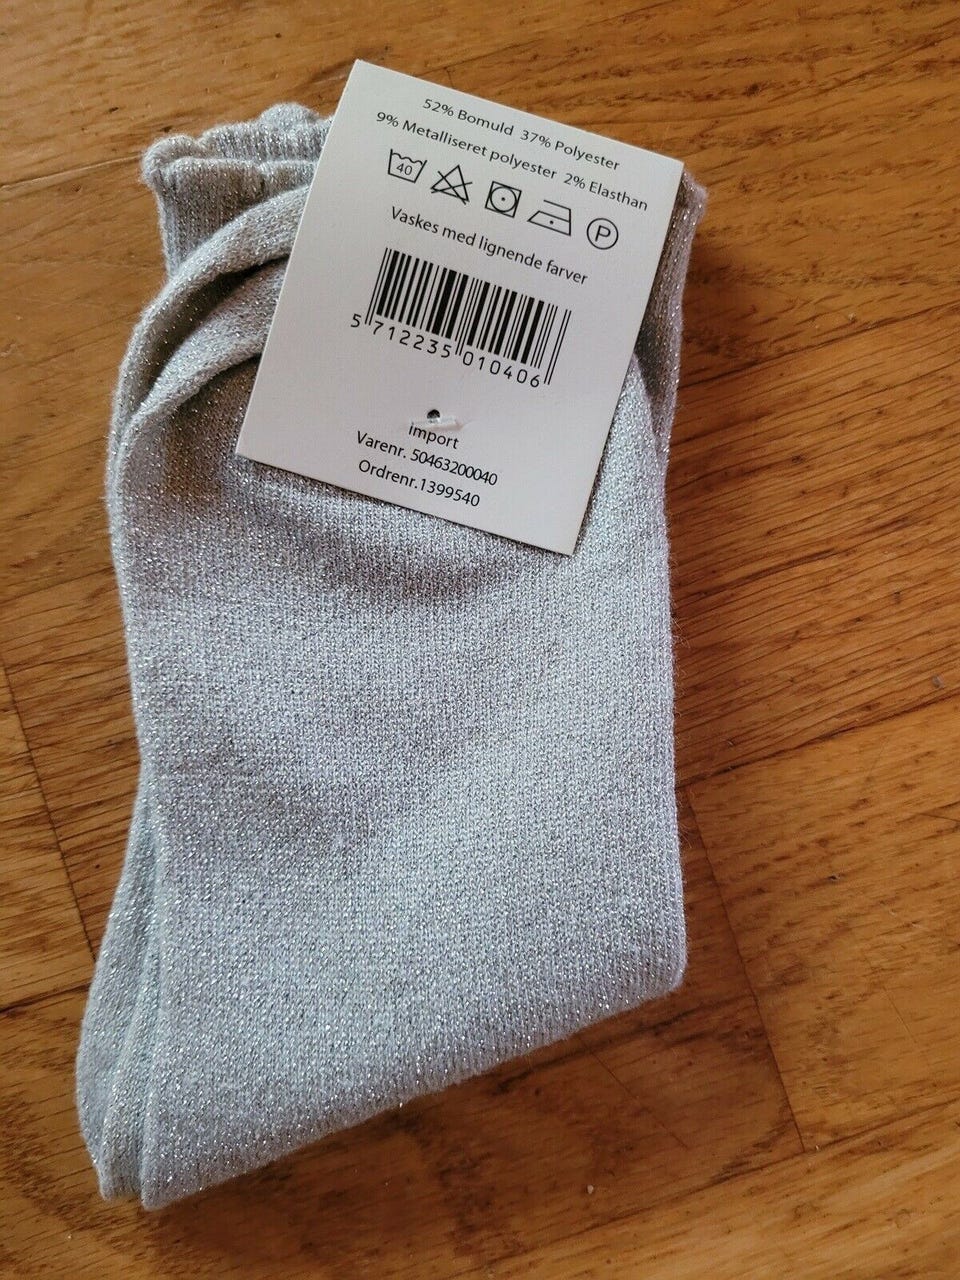 52% Bomuld 37% Polyester
9% Metalliseret polyester 2% Elasthan
40 P
Vaskes med lignende farver
5 712235 010406
import
Varenr. 50463200040
Ordrenr.1399540